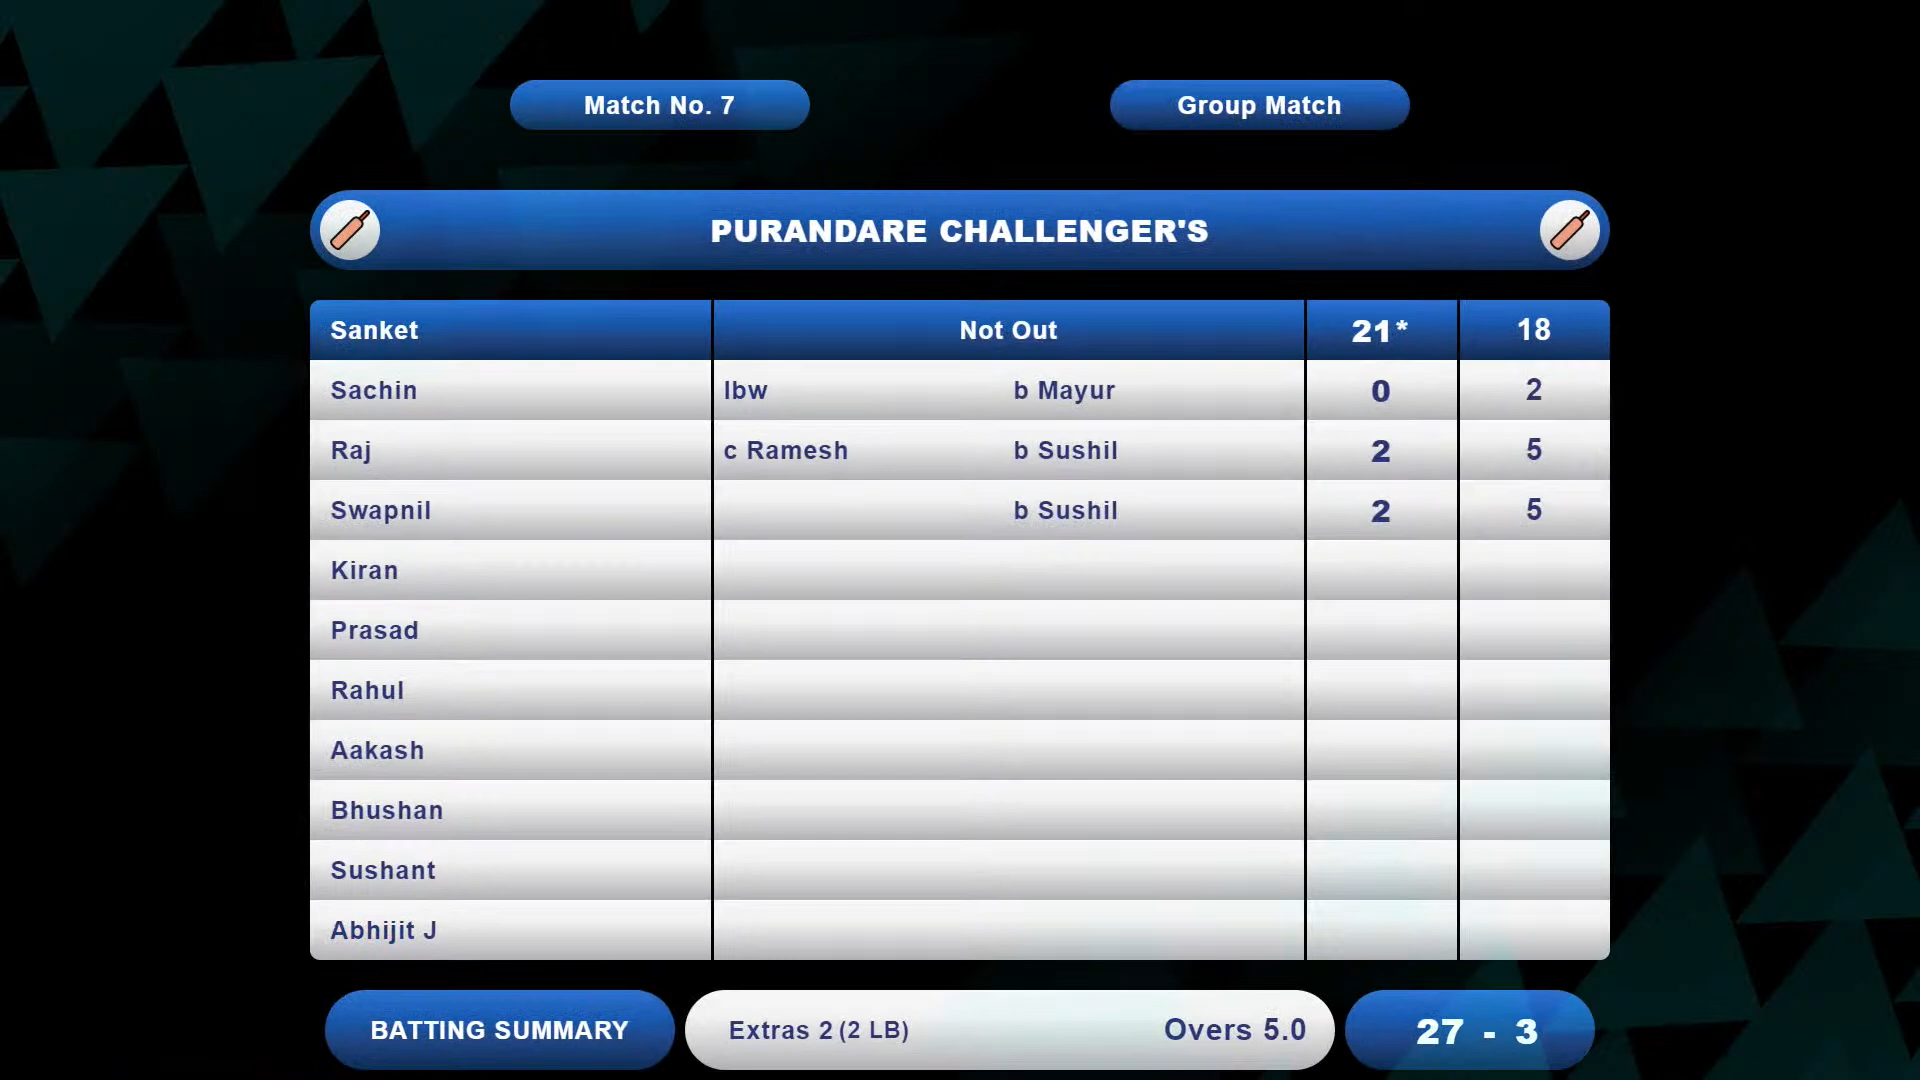 Match No. 7 Group Match
PURANDARE CHALLENGER'S
Sanket Not Out 21* 18
Sachin lbw b Mayur 0 2
Raj c Ramesh b Sushil 2 5
Swapnil b Sushil 2 5
Kiran
Prasad
Rahul
Aakash
Bhushan
Sushant
Abhijit J
BATTING SUMMARY Extras 2 (2 LB) Overs 5.0 27 - 3